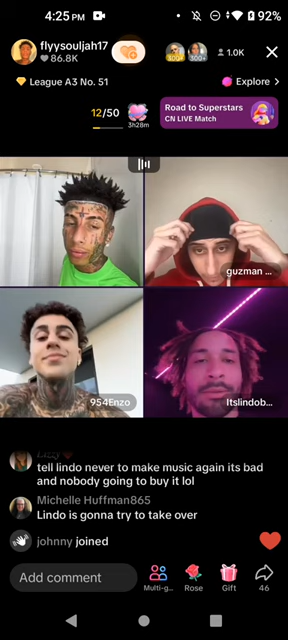 4:25 PM
92%
flyysouljah17
86.8K
800+
300+
1.0K
League A3 No. 51
Explore >
12/50
3h28m
Road to Superstars
CN LIVE Match
guzman ...
954Enzo
Itslindob...
Lizzy
tell lindo never to make music again its bad
and nobody going to buy it lol
Michelle Huffman865
Lindo is gonna try to take over
johnny joined
Add comment
Multi-g...
Rose
Gift
46